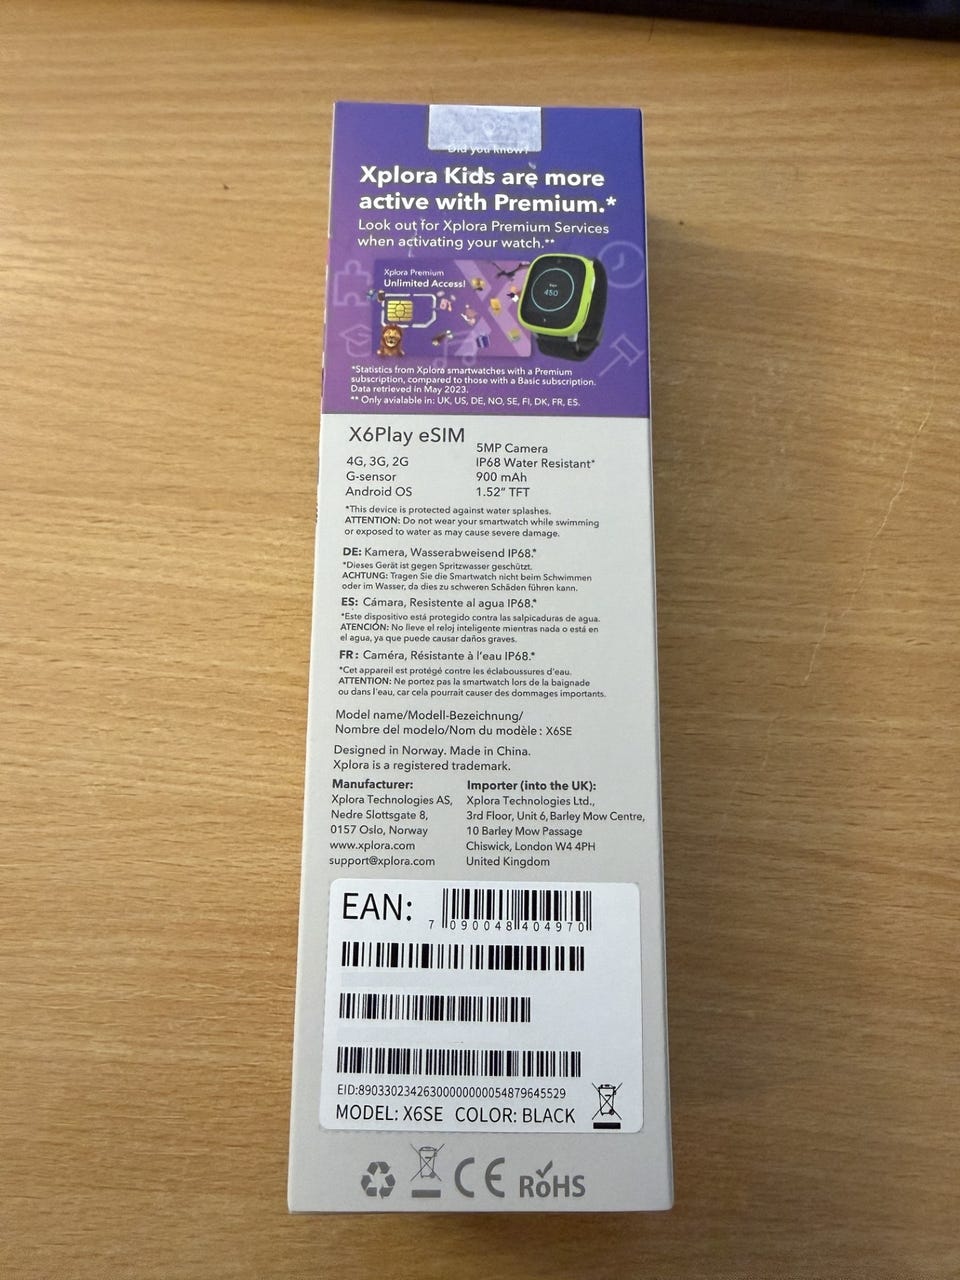 Did you know?
Xplora Kids are more
active with Premium.*
Look out for Xplora Premium Services
when activating your watch.**
Xplora Premium
Unlimited Access!
450
*Statistics from Xplora smartwatches with a Premium
subscription, compared to those with a Basic subscription.
Data retrieved in May 2023.
** Only avialable in: UK, US, DE, NO, SE, FI, DK, FR, ES.
X6Play eSIM
4G, 3G, 2G
G-sensor
Android OS
5MP Camera
IP68 Water Resistant*
900 mAh
1.52” TFT
*This device is protected against water splashes.
ATTENTION: Do not wear your smartwatch while swimming
or exposed to water as may cause severe damage.
DE: Kamera, Wasserabweisend IP68.*
*Dieses Gerät ist gegen Spritzwasser geschützt.
ACHTUNG: Tragen Sie die Smartwatch nicht beim Schwimmen
oder im Wasser, da dies zu schweren Schäden führen kann.
ES: Cámara, Resistente al agua IP68.*
*Este dispositivo está protegido contra las salpicaduras de agua.
ATENCIÓN: No lleve el reloj inteligente mientras nada o está en
el agua, ya que puede causar daños graves.
FR: Caméra, Résistante à l’eau IP68.*
*Cet appareil est protégé contre les éclaboussures d’eau.
ATTENTION: Ne portez pas la smartwatch lors de la baignade
ou dans l’eau, car cela pourrait causer des dommages importants.
Model name/Modell-Bezeichnung/
Nombre del modelo/Nom du modèle : X6SE
Designed in Norway. Made in China.
Xplora is a registered trademark.
Manufacturer:
Xplora Technologies AS,
Nedre Slottsgate 8,
0157 Oslo, Norway
www.xplora.com
support@xplora.com
Importer (into the UK):
Xplora Technologies Ltd.,
3rd Floor, Unit 6, Barley Mow Centre,
10 Barley Mow Passage
Chiswick, London W4 4PH
United Kingdom
EAN:
7 090048 404970
EID:89033023426300000000054879645529
MODEL: X6SE COLOR: BLACK
CE
RoHS